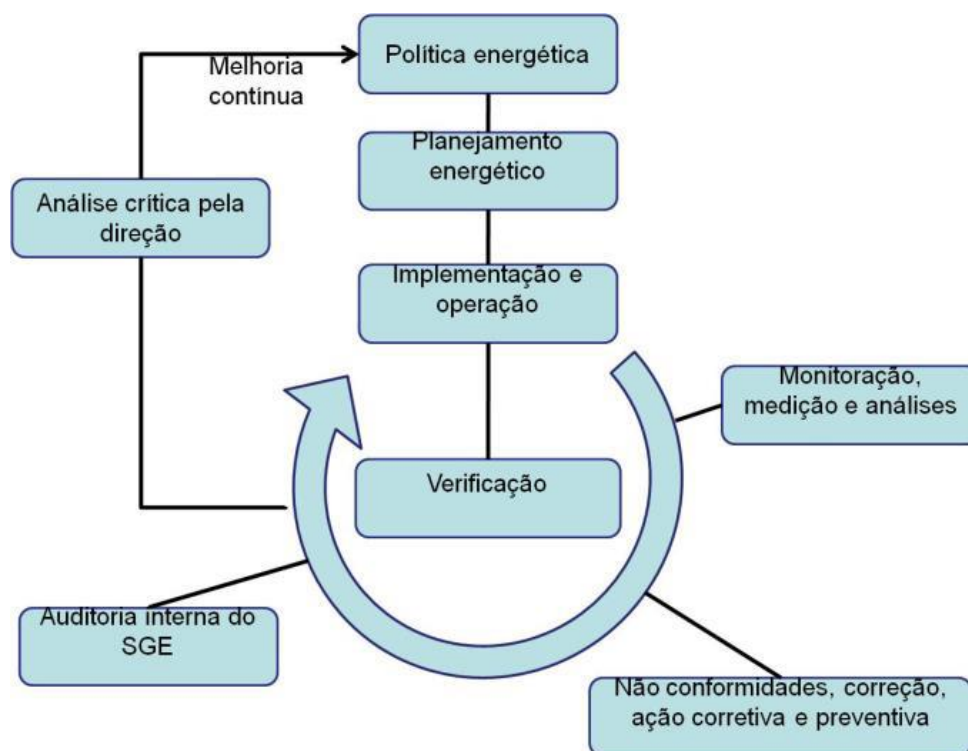 Política energética
Melhoria
contínua
Planejamento
energético
Análise crítica pela
direção
Implementação e
operação
Monitoração,
medição e análises
Verificação
Auditoria interna do
SGE
Não conformidades, correção,
ação corretiva e preventiva